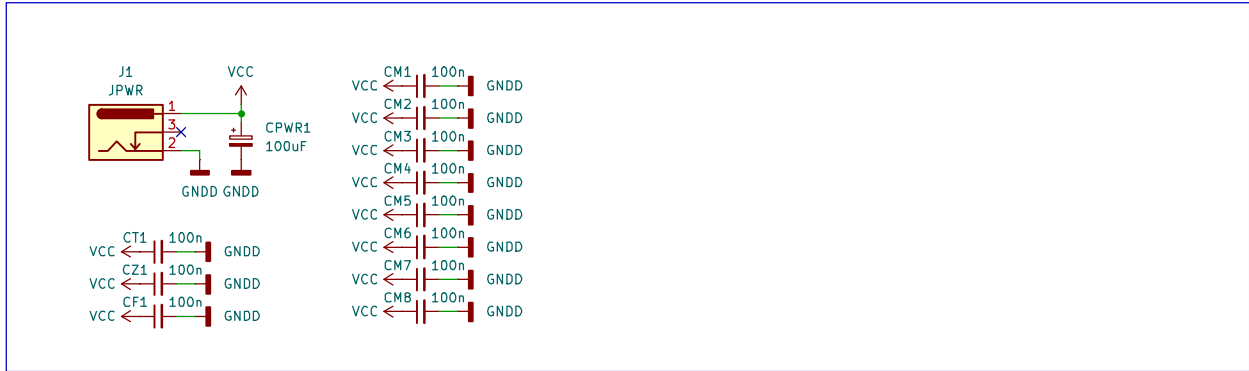 J1
JPWR
1
3
2
VCC
CPWR1
100uF
GNDD GNDD
CT1 100n
VCC GNDD
CZ1 100n
VCC GNDD
CF1 100n
VCC GNDD
CM1 100n
VCC GNDD
CM2 100n
VCC GNDD
CM3 100n
VCC GNDD
CM4 100n
VCC GNDD
CM5 100n
VCC GNDD
CM6 100n
VCC GNDD
CM7 100n
VCC GNDD
CM8 100n
VCC GNDD